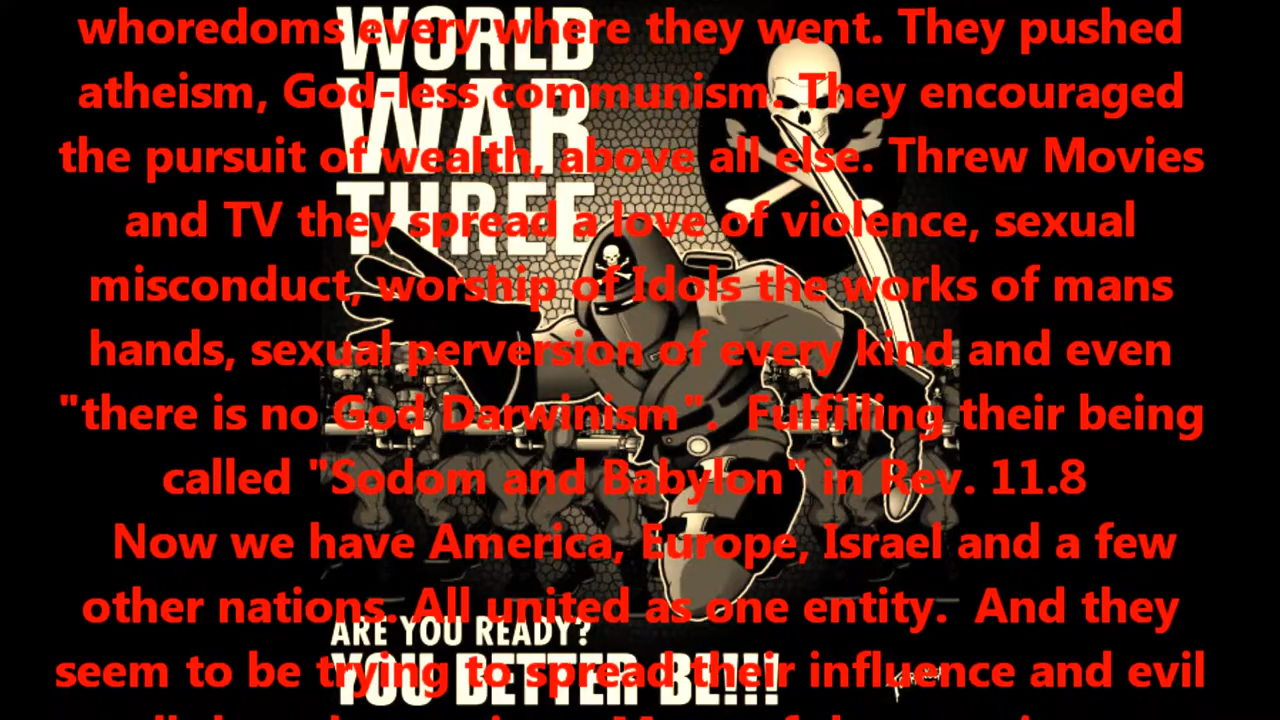 whoredoms every where they went. They pushed
atheism, God-less communism. They encouraged
the pursuit of wealth, above all else. Threw Movies
and TV they spread a love of violence, sexual
misconduct, worship of Idols the works of mans
hands, sexual perversion of every kind and even
"there is no God Darwinism".  Fulfilling their being
called "Sodom and Babylon" in Rev. 11.8
Now we have America, Europe, Israel and a few
other nations. All united as one entity.  And they
seem to be trying to spread their influence and evil
WORLD
WAR
THREE
ARE YOU READY?
YOU BETTER BE!!!